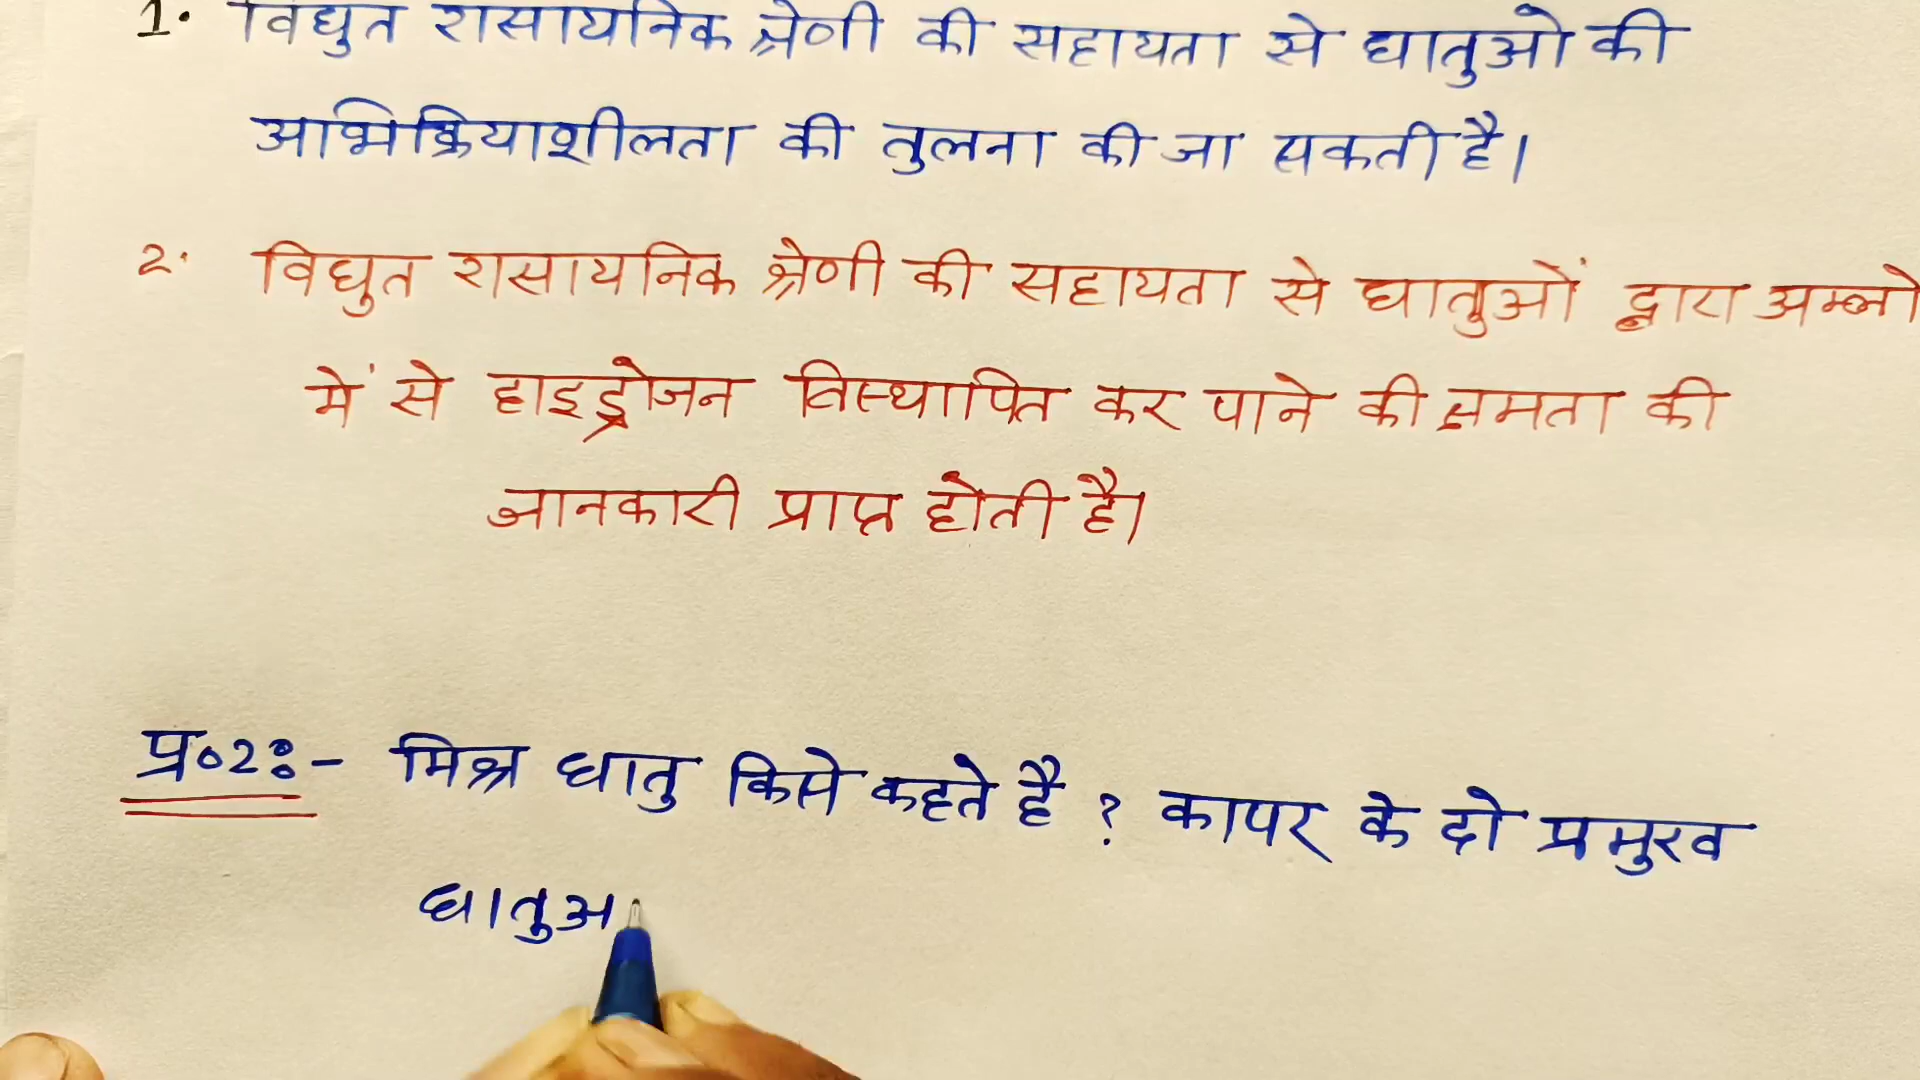 1. विद्युत रासायनिक श्रेणी की सहायता से धातुओ की
अभिक्रियाशीलता की तुलना की जा सकती है।
2. विद्युत रासायनिक श्रेणी की सहायता से धातुओं द्वारा अम्लो
में से हाइड्रोजन विस्थापित कर पाने की क्षमता की
जानकारी प्राप्त होती है।
प्र०2ः- मिश्र धातु किसे कहते है ? कापर के दो प्रमुख
धातुअ